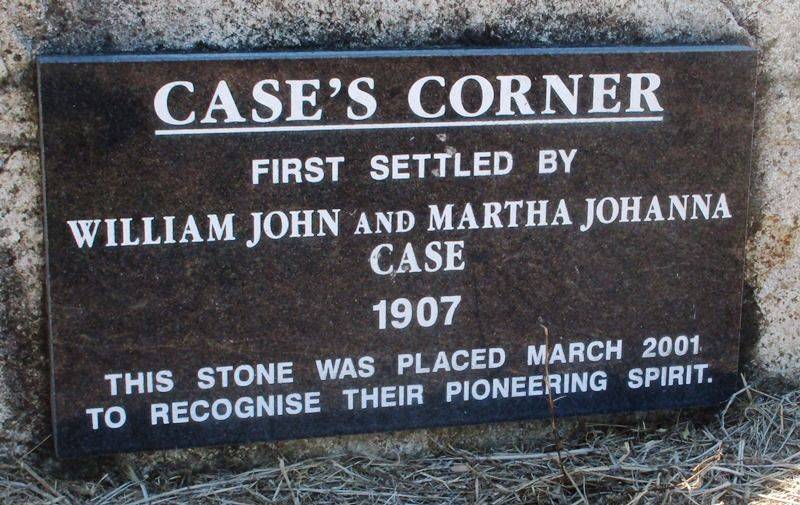 CASE'S CORNER
FIRST SETTLED BY
WILLIAM JOHN AND MARTHA JOHANNA
CASE
1907
THIS STONE WAS PLACED MARCH 2001
TO RECOGNISE THEIR PIONEERING SPIRIT.